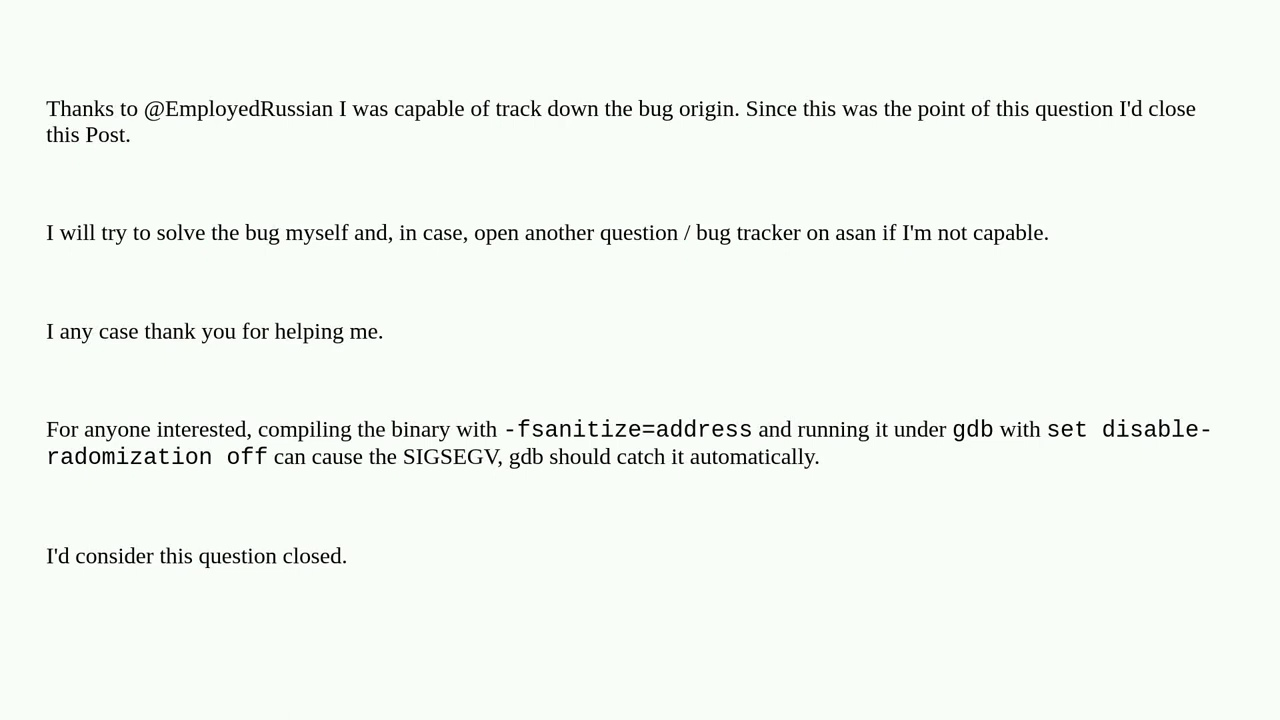 Thanks to @EmployedRussian I was capable of track down the bug origin. Since this was the point of this question I'd close
this Post.
I will try to solve the bug myself and, in case, open another question / bug tracker on asan if I'm not capable.
I any case thank you for helping me.
For anyone interested, compiling the binary with -fsanitize=address and running it under gdb with set disable-
radomization off can cause the SIGSEGV, gdb should catch it automatically.
I'd consider this question closed.